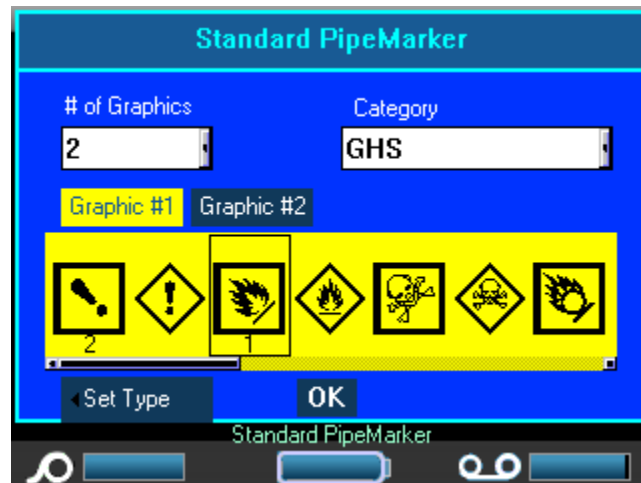 Standard PipeMarker
# of Graphics Category
2 GHS
Graphic #1 Graphic #2
2 1
Set Type OK
Standard PipeMarker